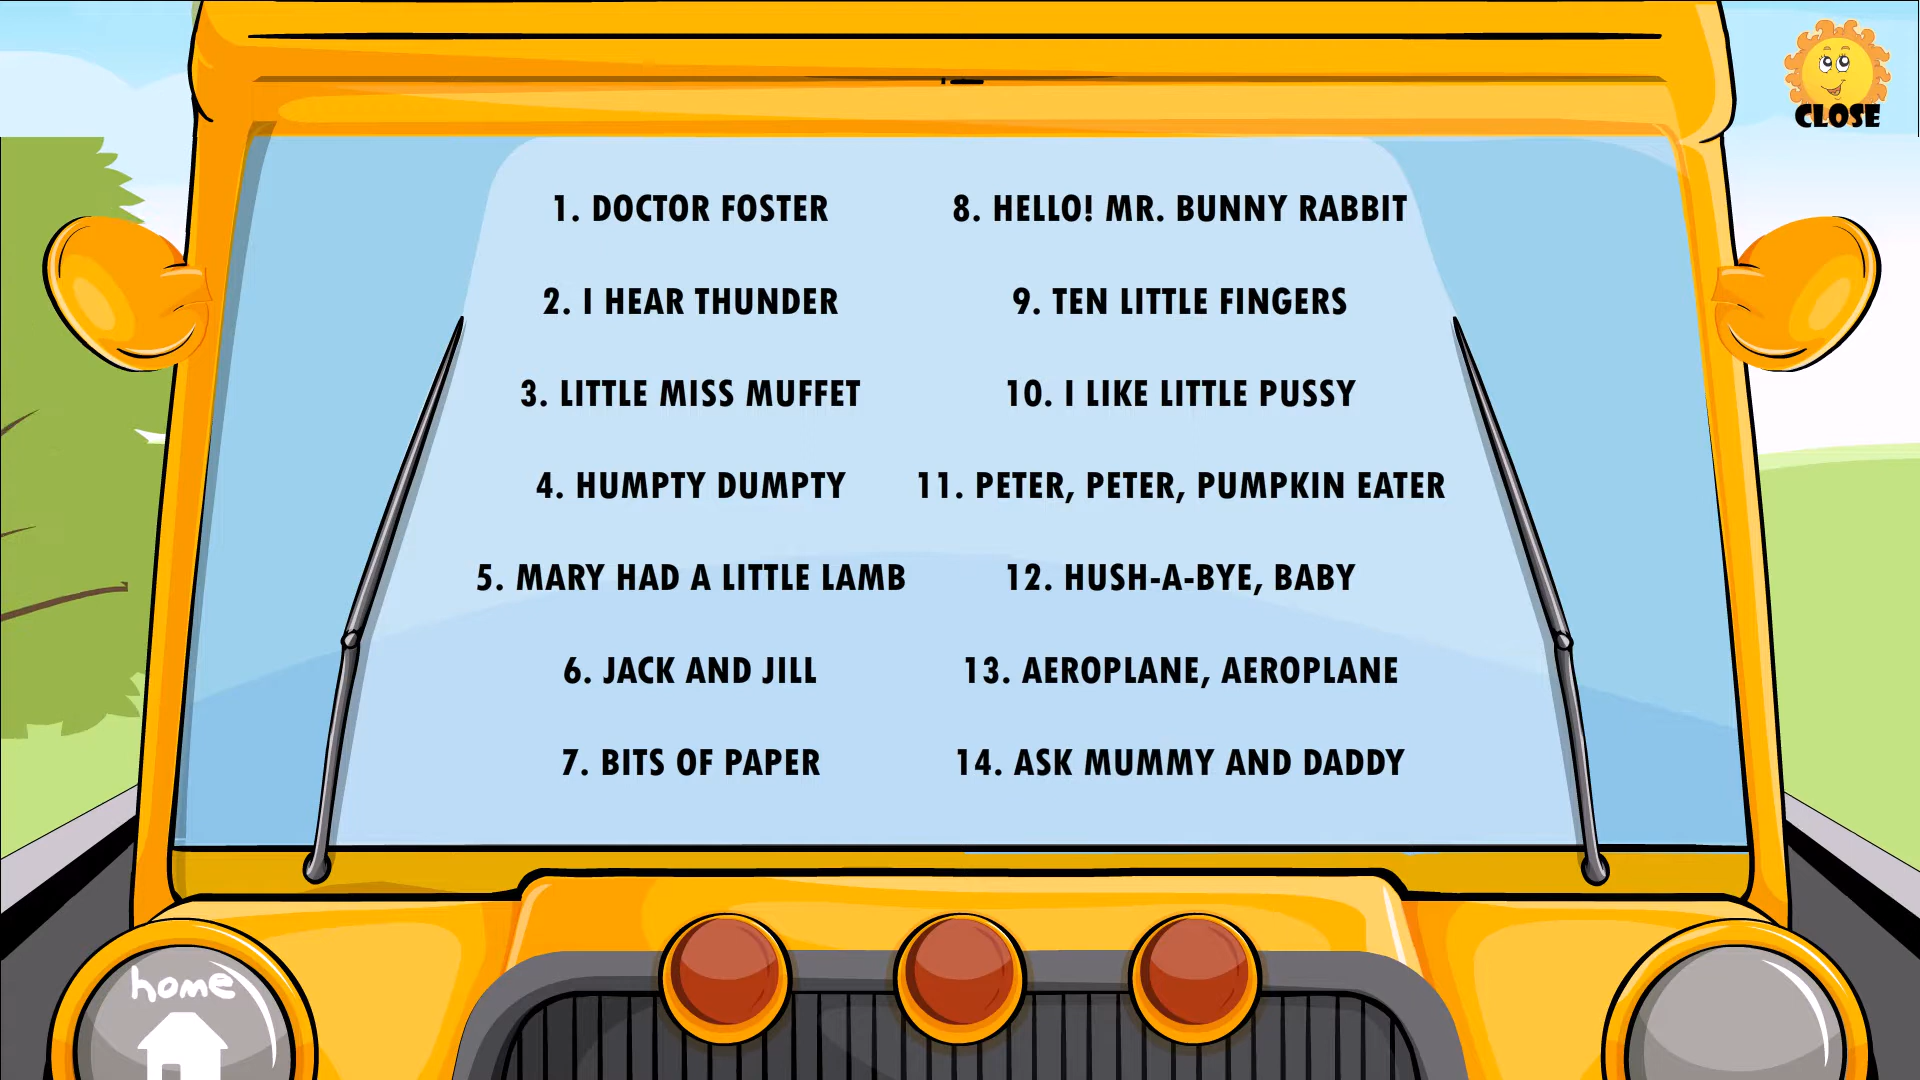 CLOSE
1. DOCTOR FOSTER
2. I HEAR THUNDER
3. LITTLE MISS MUFFET
4. HUMPTY DUMPTY
5. MARY HAD A LITTLE LAMB
6. JACK AND JILL
7. BITS OF PAPER
8. HELLO! MR. BUNNY RABBIT
9. TEN LITTLE FINGERS
10. I LIKE LITTLE PUSSY
11. PETER, PETER, PUMPKIN EATER
12. HUSH-A-BYE, BABY
13. AEROPLANE, AEROPLANE
14. ASK MUMMY AND DADDY
home